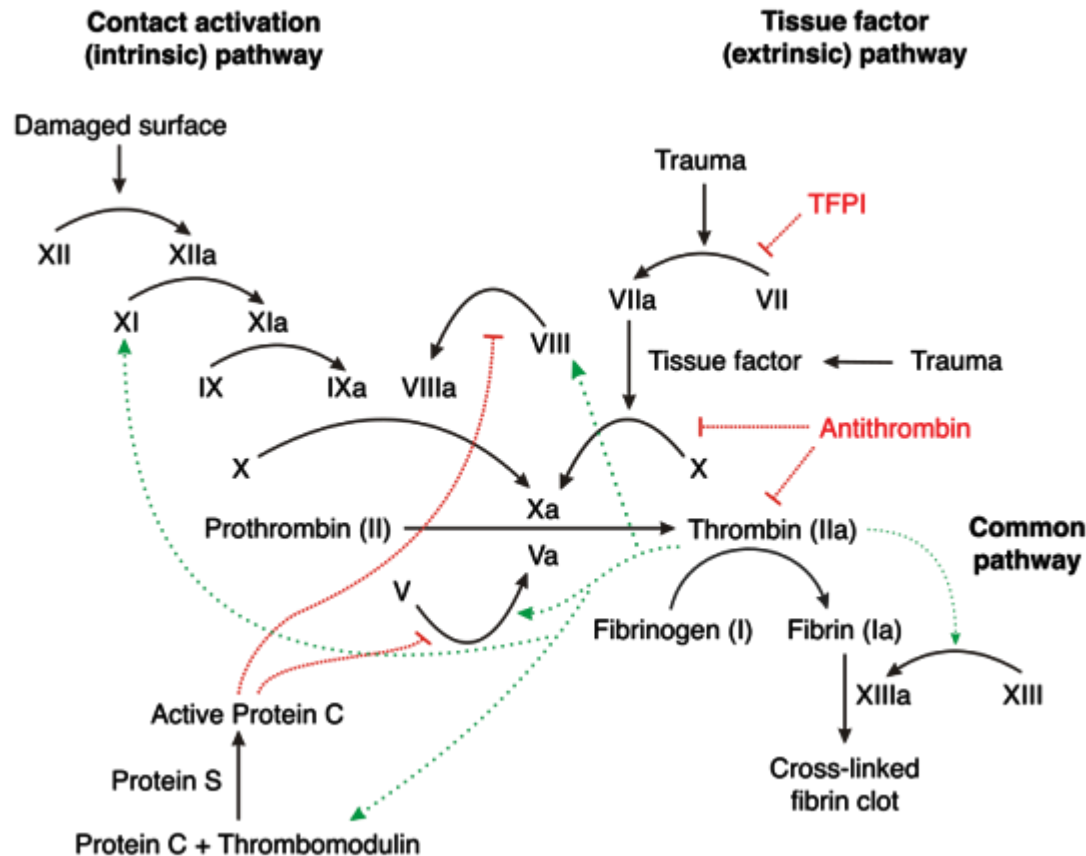 Contact activation
(intrinsic) pathway
Tissue factor
(extrinsic) pathway
Damaged surface
Trauma
TFPI
XII
XIIa
VIIa
VII
XI
XIa
VIII
Tissue factor
Trauma
IX
IXa
VIIIa
Antithrombin
X
X
Xa
Prothrombin (II)
Thrombin (IIa)
Common
pathway
Va
V
Fibrinogen (I)
Fibrin (Ia)
XIIIa
XIII
Active Protein C
Protein S
Cross-linked
fibrin clot
Protein C + Thrombomodulin